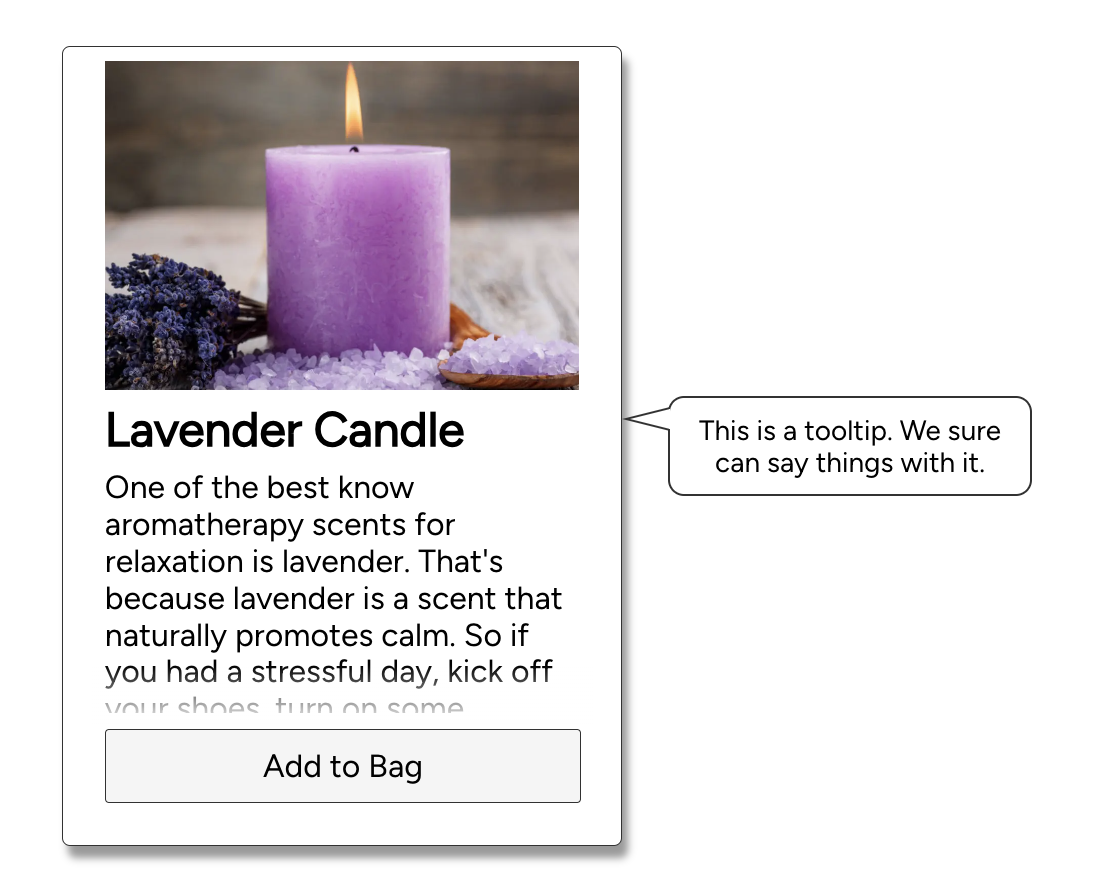 Lavender Candle
One of the best know
aromatherapy scents for
relaxation is lavender. That's
because lavender is a scent that
naturally promotes calm. So if
you had a stressful day, kick off
your shoes, turn on some
Add to Bag
This is a tooltip. We sure
can say things with it.